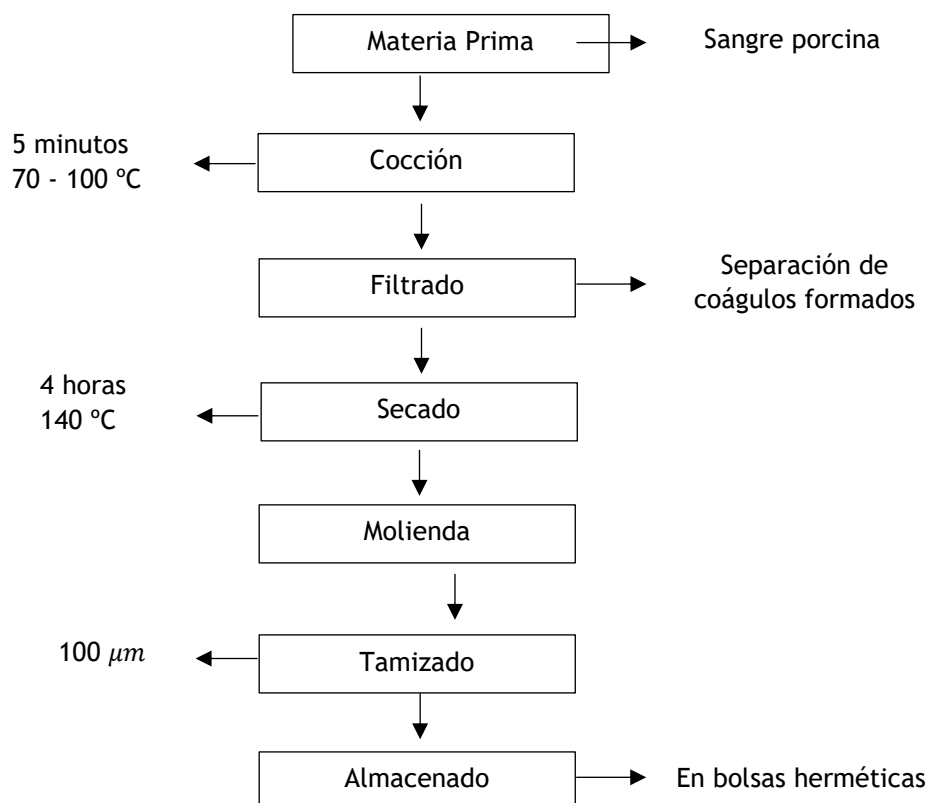 Materia Prima
Sangre porcina
5 minutos
70 - 100 ºC
Cocción
Filtrado
Separación de
coágulos formados
4 horas
140 ºC
Secado
Molienda
100 𝜇𝑚
Tamizado
Almacenado
En bolsas herméticas